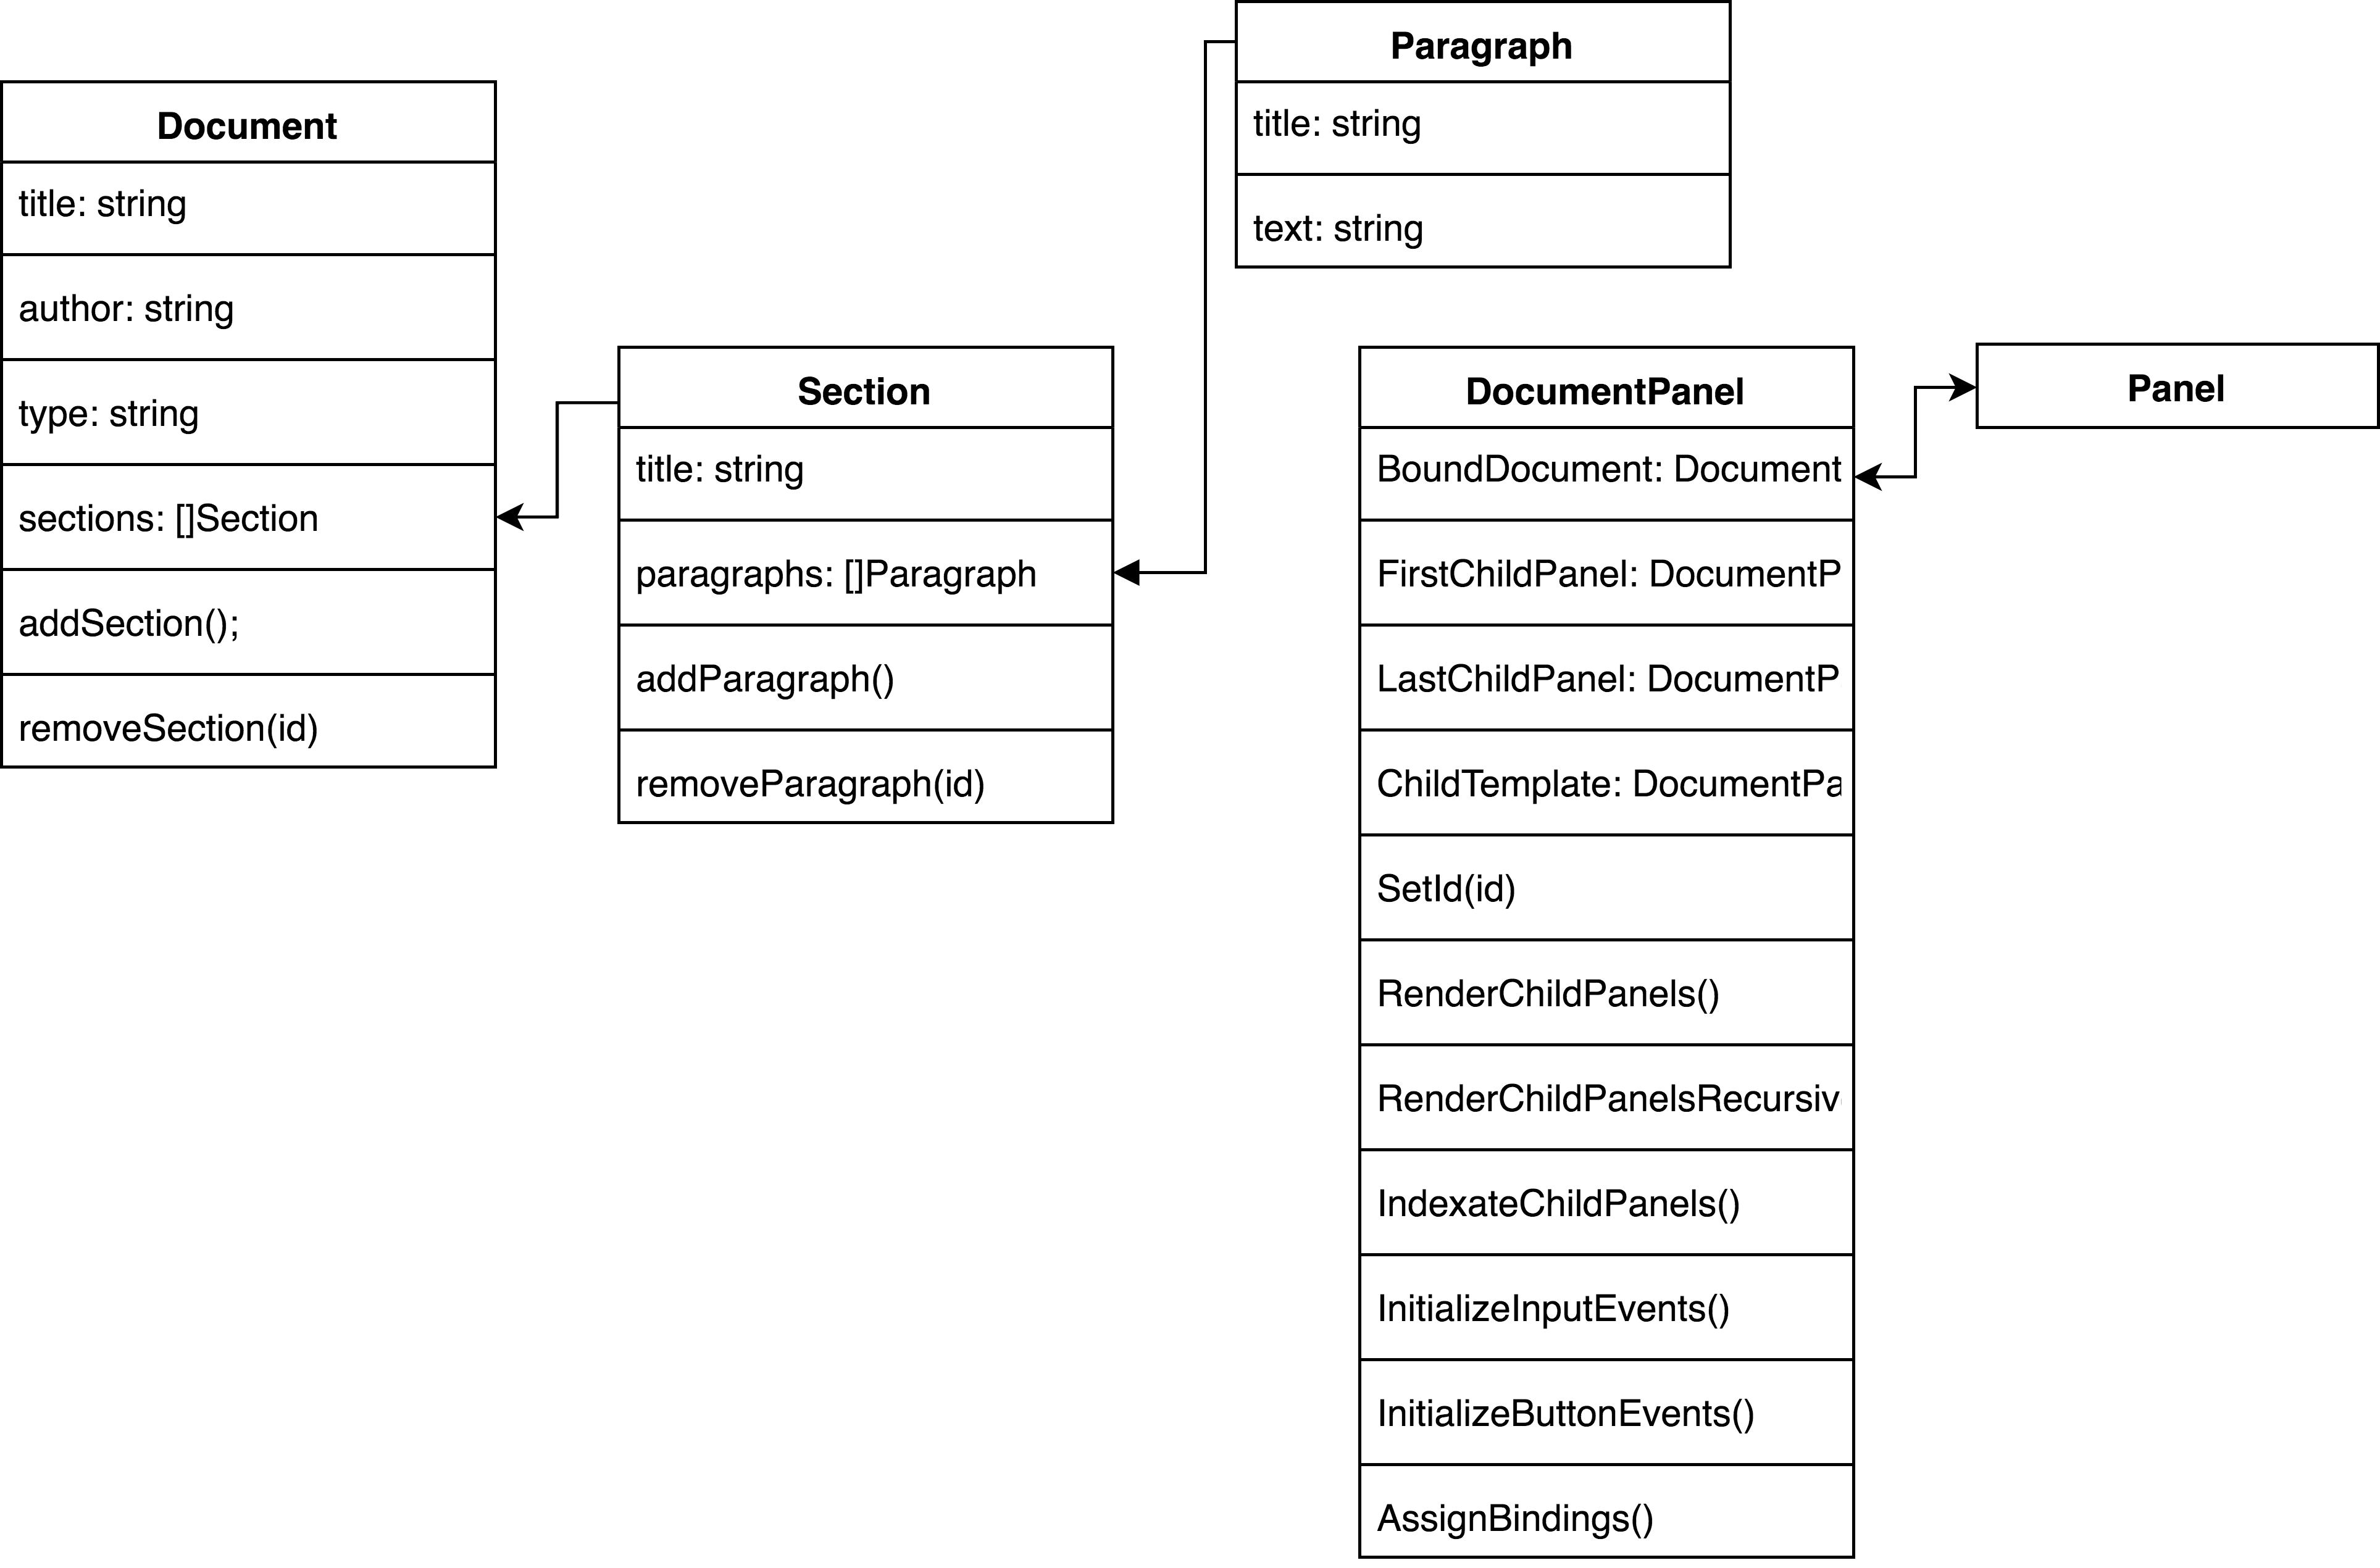 Document
title: string
author: string
type: string
sections: []Section
addSection();
removeSection(id)
Section
title: string
paragraphs: []Paragraph
addParagraph()
removeParagraph(id)
Paragraph
title: string
text: string
DocumentPanel
BoundDocument: Document
FirstChildPanel: DocumentP
LastChildPanel: DocumentP
ChildTemplate: DocumentPa
SetId(id)
RenderChildPanels()
RenderChildPanelsRecursiv
IndexateChildPanels()
InitializeInputEvents()
InitializeButtonEvents()
AssignBindings()
Panel